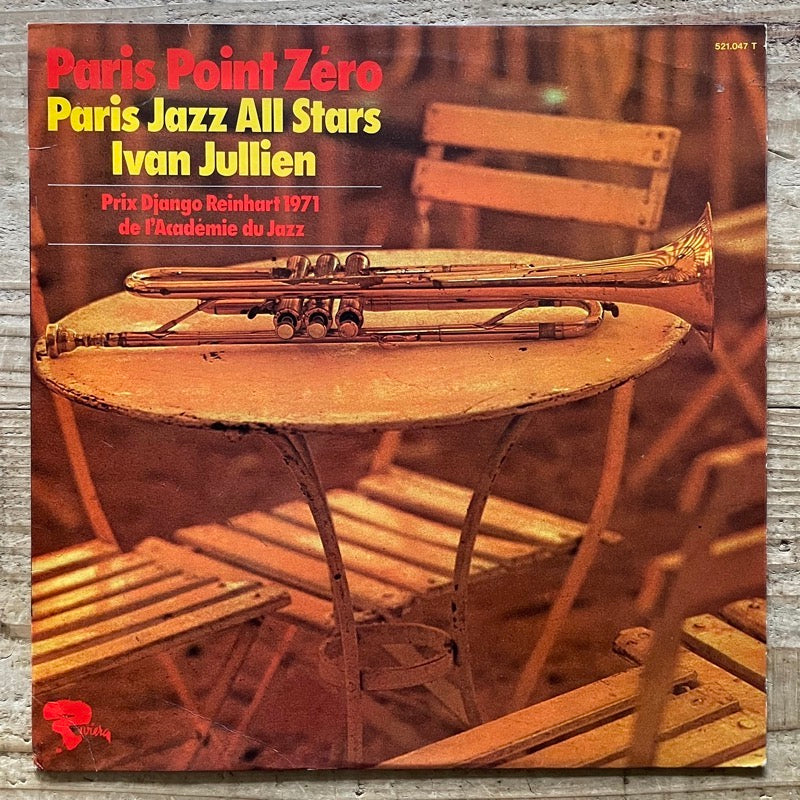 521.047 T
Paris Point Zéro
Paris Jazz All Stars
Ivan Jullien
Prix Django Reinhart 1971
de l'Académie du Jazz
Riviera